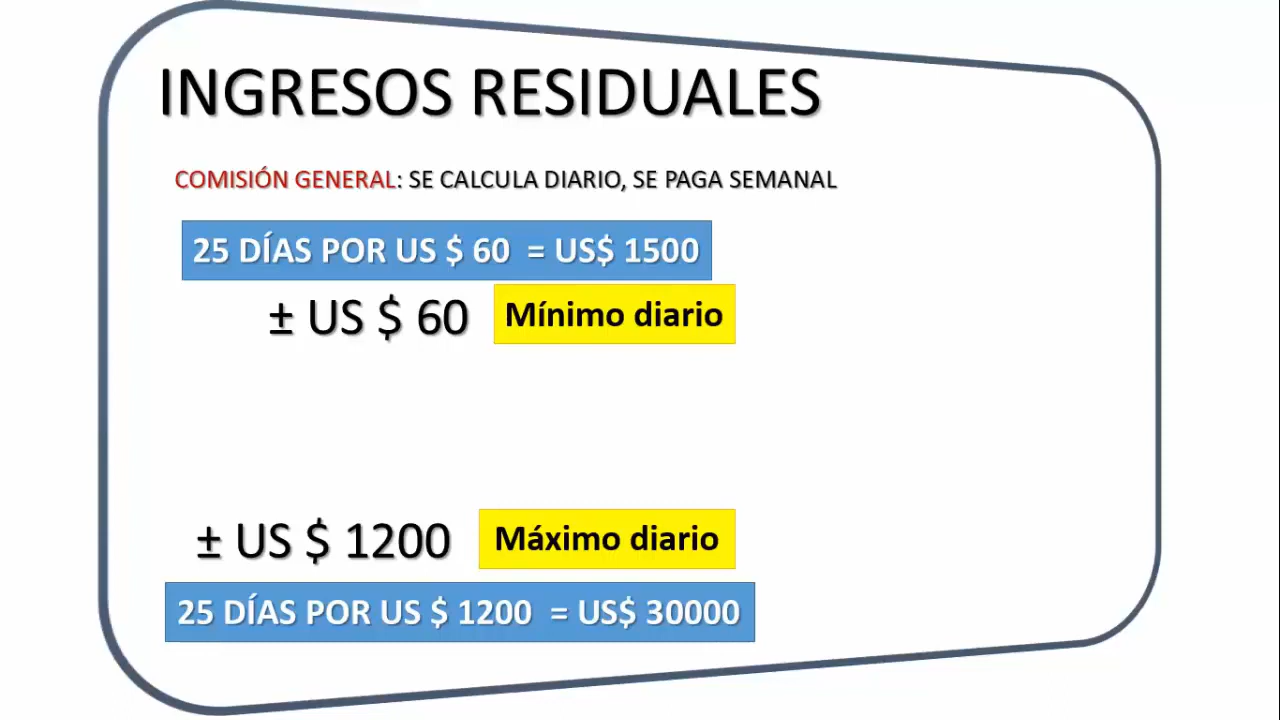 INGRESOS RESIDUALES
COMISIÓN GENERAL: SE CALCULA DIARIO, SE PAGA SEMANAL
25 DÍAS POR US $ 60 = US$ 1500
± US $ 60 Mínimo diario
± US $ 1200 Máximo diario
25 DÍAS POR US $ 1200 = US$ 30000